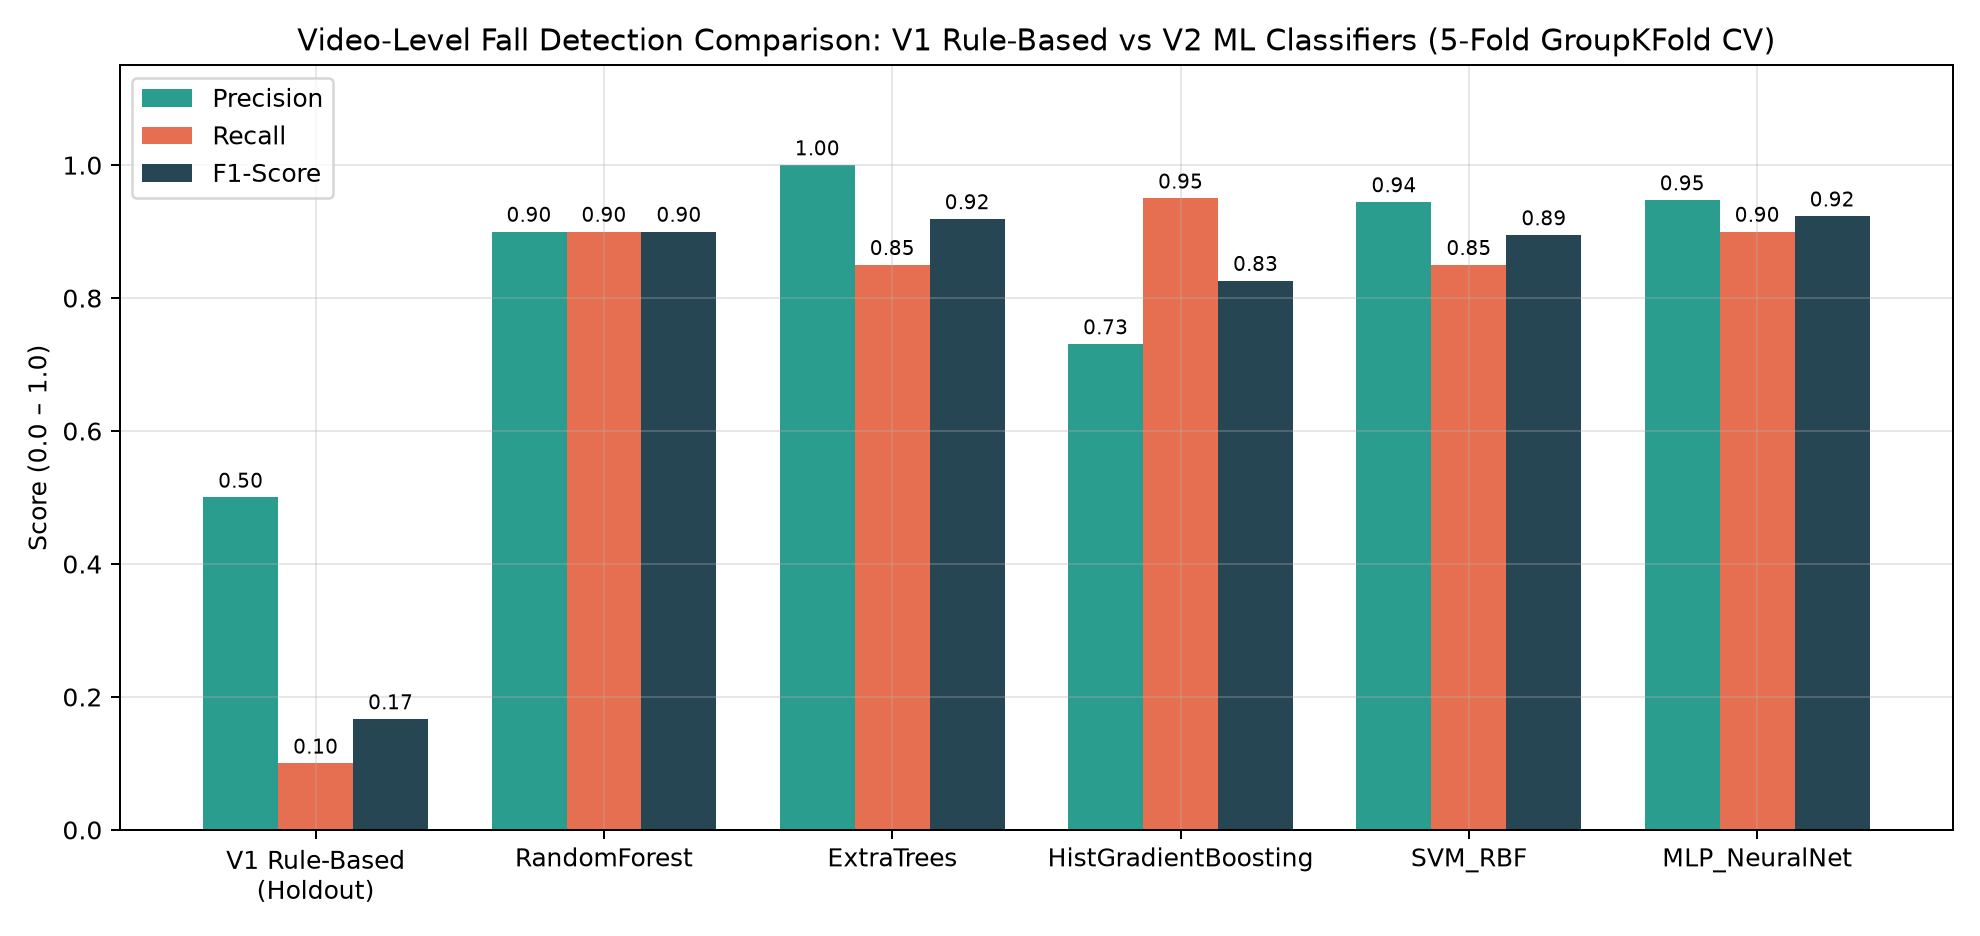 Video-Level Fall Detection Comparison: V1 Rule-Based vs V2 ML Classifiers (5-Fold GroupKFold CV)
Precision
Recall
F1-Score
Score (0.0 – 1.0)
1.0
0.8
0.6
0.4
0.2
0.0
0.50
0.10
0.17
0.90
0.90
0.90
1.00
0.85
0.92
0.73
0.95
0.83
0.94
0.85
0.89
0.95
0.90
0.92
V1 Rule-Based
(Holdout)
RandomForest
ExtraTrees
HistGradientBoosting
SVM_RBF
MLP_NeuralNet